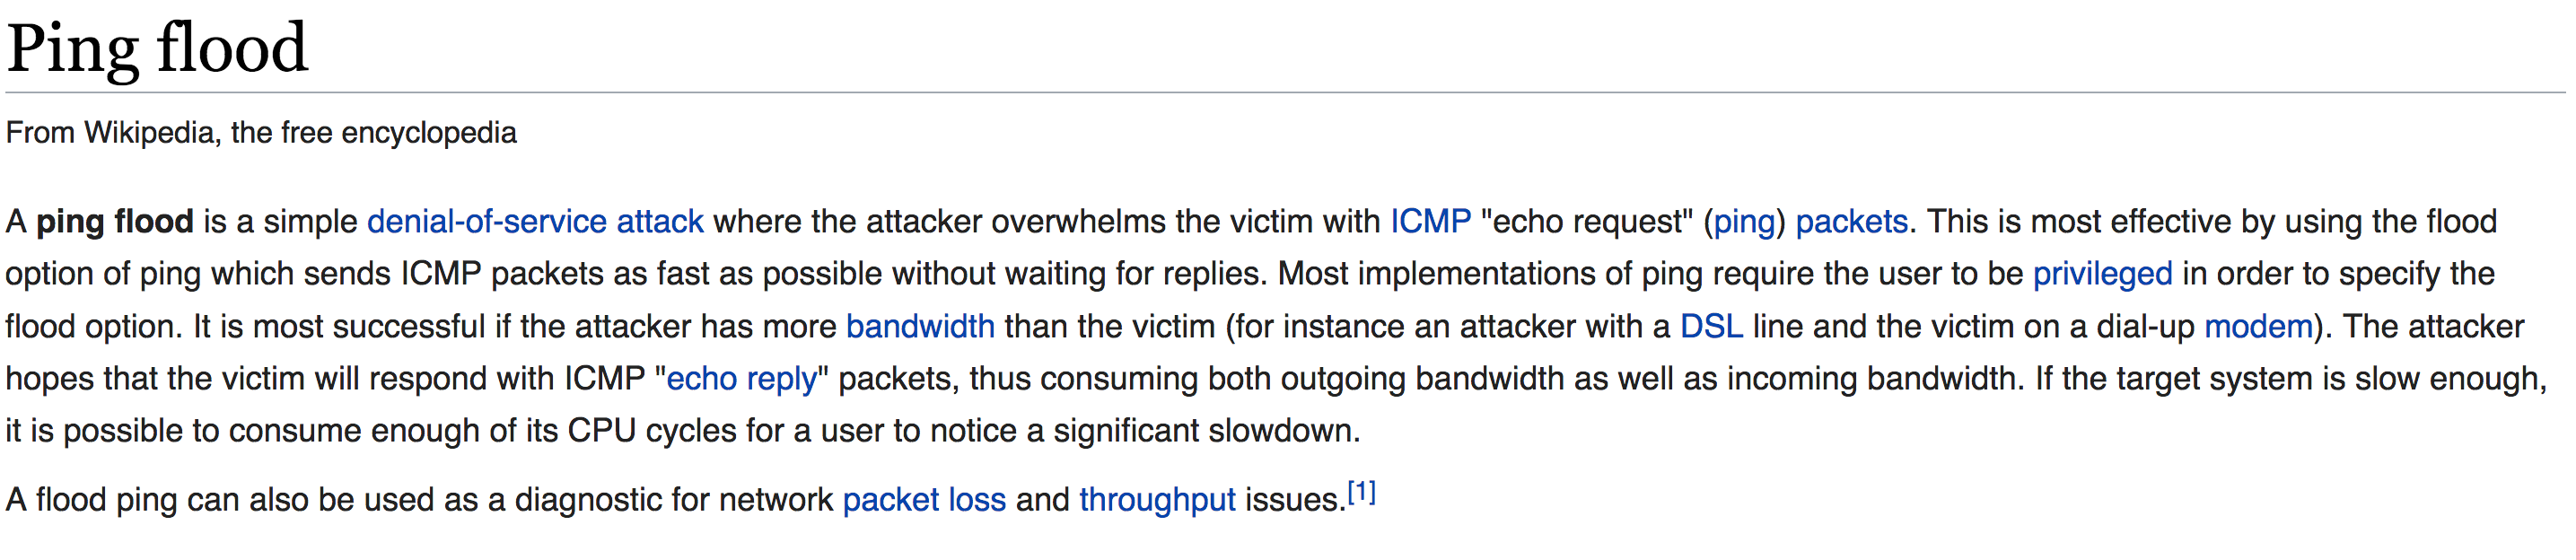 Ping flood
From Wikipedia, the free encyclopedia
A ping flood is a simple denial-of-service attack where the attacker overwhelms the victim with ICMP "echo request" (ping) packets. This is most effective by using the flood
option of ping which sends ICMP packets as fast as possible without waiting for replies. Most implementations of ping require the user to be privileged in order to specify the
flood option. It is most successful if the attacker has more bandwidth than the victim (for instance an attacker with a DSL line and the victim on a dial-up modem). The attacker
hopes that the victim will respond with ICMP "echo reply" packets, thus consuming both outgoing bandwidth as well as incoming bandwidth. If the target system is slow enough,
it is possible to consume enough of its CPU cycles for a user to notice a significant slowdown.
A flood ping can also be used as a diagnostic for network packet loss and throughput issues.[1]